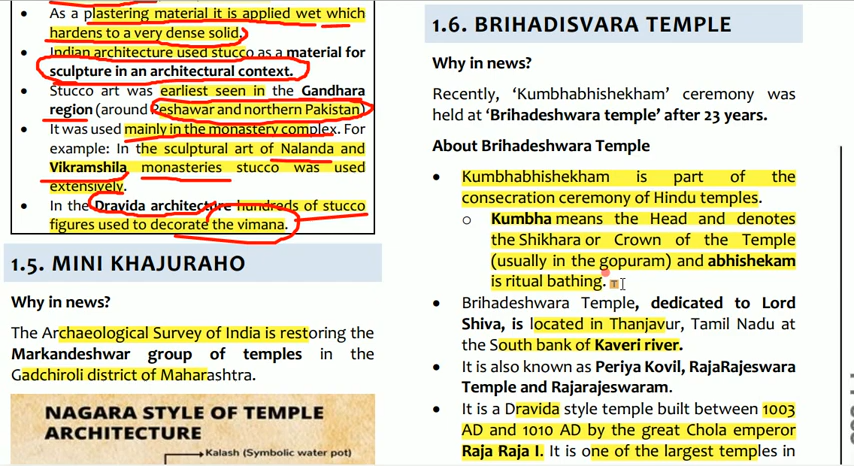 As a plastering material it is applied wet which
hardens to a very dense solid.
Indian architecture used stucco as a material for
sculpture in an architectural context.
Stucco art was earliest seen in the Gandhara
region (around Peshawar and northern Pakistan)
It was used mainly in the monastery complex. For
example: In the sculptural art of Nalanda and
Vikramshila monasteries stucco was used
extensively.
In the Dravida architecture hundreds of stucco
figures used to decorate the vimana.
1.5. MINI KHAJURAHO
Why in news?
The Archaeological Survey of India is restoring the
Markandeshwar group of temples in the
Gadchiroli district of Maharashtra.
NAGARA STYLE OF TEMPLE
ARCHITECTURE
Kalash (Symbolic water pot)
1.6. BRIHADISVARA TEMPLE
Why in news?
Recently, 'Kumbhabhishekham' ceremony was
held at 'Brihadeshwara temple' after 23 years.
About Brihadeshwara Temple
Kumbhabhishekham is part of the
consecration ceremony of Hindu temples.
Kumbha means the Head and denotes
the Shikhara or Crown of the Temple
(usually in the gopuram) and abhishekam
is ritual bathing.
Brihadeshwara Temple, dedicated to Lord
Shiva, is located in Thanjavur, Tamil Nadu at
the South bank of Kaveri river.
It is also known as Periya Kovil, RajaRajeswara
Temple and Rajarajeswaram.
It is a Dravida style temple built between 1003
AD and 1010 AD by the great Chola emperor
Raja Raja I. It is one of the largest temples in